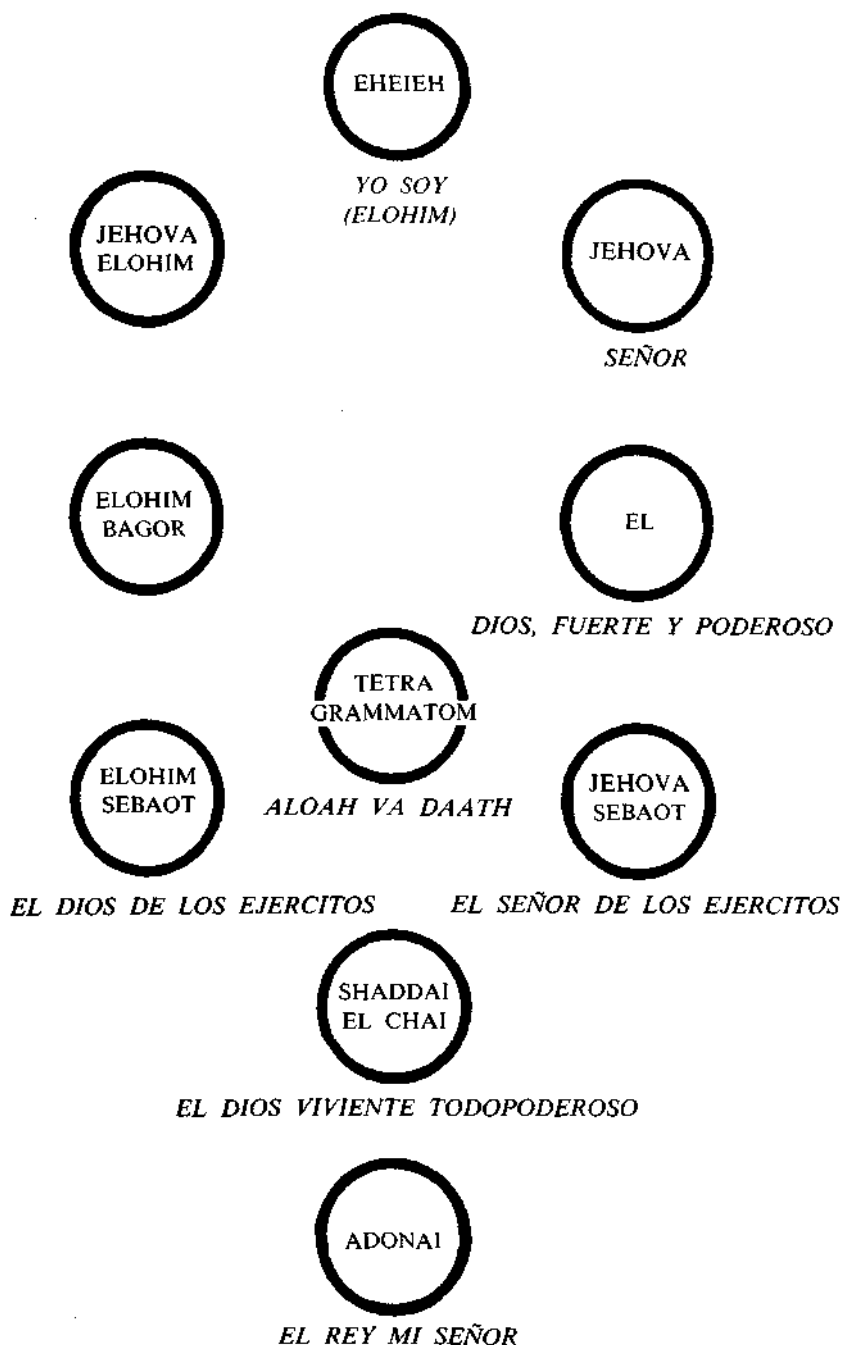 EHEIEH
YO SOY
(ELOHIM)
JEHOVA
ELOHIM
JEHOVA
SEÑOR
ELOHIM
BAGOR
EL
DIOS, FUERTE Y PODEROSO
TETRA
GRAMMATOM
ALOAH VA DAATH
ELOHIM
SEBAOT
EL DIOS DE LOS EJERCITOS
JEHOVA
SEBAOT
EL SEÑOR DE LOS EJERCITOS
SHADDAI
EL CHAI
EL DIOS VIVIENTE TODOPODEROSO
ADONAI
EL REY MI SEÑOR